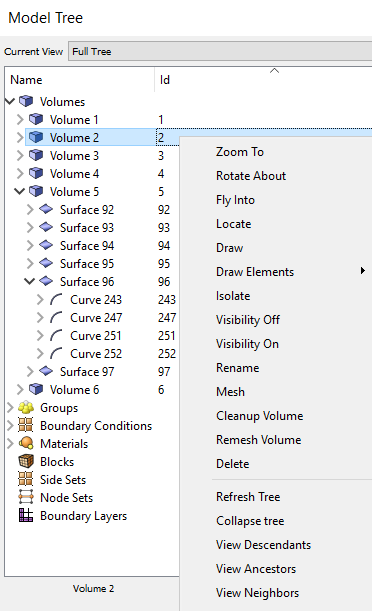 Model Tree
Current View Full Tree
Name Id
Volumes
Volume 1 1
Volume 2 2
Volume 3 3
Volume 4 4
Volume 5 5
Surface 92 92
Surface 93 93
Surface 94 94
Surface 95 95
Surface 96 96
Curve 243 243
Curve 247 247
Curve 251 251
Curve 252 252
Surface 97 97
Volume 6 6
Groups
Boundary Conditions
Materials
Blocks
Side Sets
Node Sets
Boundary Layers
Volume 2
Zoom To
Rotate About
Fly Into
Locate
Draw
Draw Elements
Isolate
Visibility Off
Visibility On
Rename
Mesh
Cleanup Volume
Remesh Volume
Delete
Refresh Tree
Collapse tree
View Descendants
View Ancestors
View Neighbors